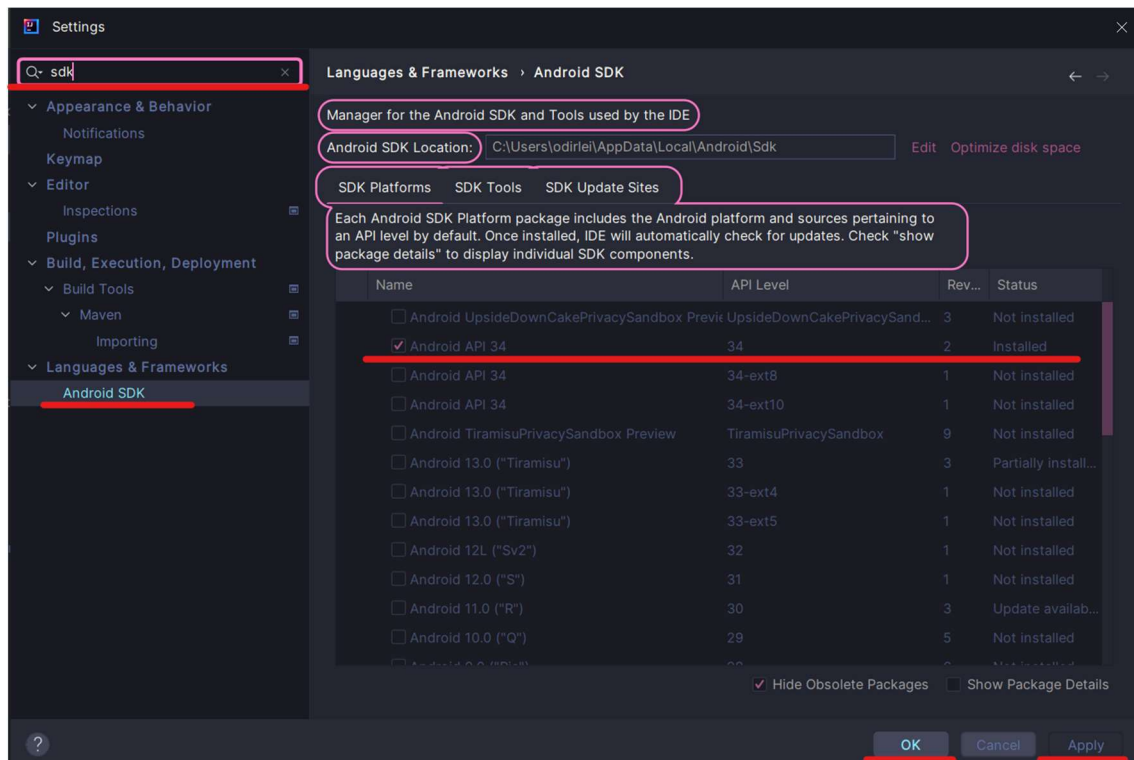 Settings
sdk
Appearance & Behavior
Notifications
Keymap
Editor
Inspections
Plugins
Build, Execution, Deployment
Build Tools
Maven
Importing
Languages & Frameworks
Android SDK
Languages & Frameworks › Android SDK
Manager for the Android SDK and Tools used by the IDE
Android SDK Location: C:\Users\odirlei\AppData\Local\Android\Sdk Edit Optimize disk space
SDK Platforms SDK Tools SDK Update Sites
Each Android SDK Platform package includes the Android platform and sources pertaining to
an API level by default. Once installed, IDE will automatically check for updates. Check "show
package details" to display individual SDK components.
Name API Level Rev... Status
Android UpsideDownCakePrivacySandbox Previe UpsideDownCakePrivacySand... 3 Not installed
Android API 34 34 2 Installed
Android API 34 34-ext8 1 Not installed
Android API 34 34-ext10 1 Not installed
Android TiramisuPrivacySandbox Preview TiramisuPrivacySandbox 9 Not installed
Android 13.0 ("Tiramisu") 33 3 Partially install...
Android 13.0 ("Tiramisu") 33-ext4 1 Not installed
Android 13.0 ("Tiramisu") 33-ext5 1 Not installed
Android 12L ("Sv2") 32 1 Not installed
Android 12.0 ("S") 31 1 Not installed
Android 11.0 ("R") 30 3 Update availab...
Android 10.0 ("Q") 29 5 Not installed
Hide Obsolete Packages Show Package Details
? OK Cancel Apply